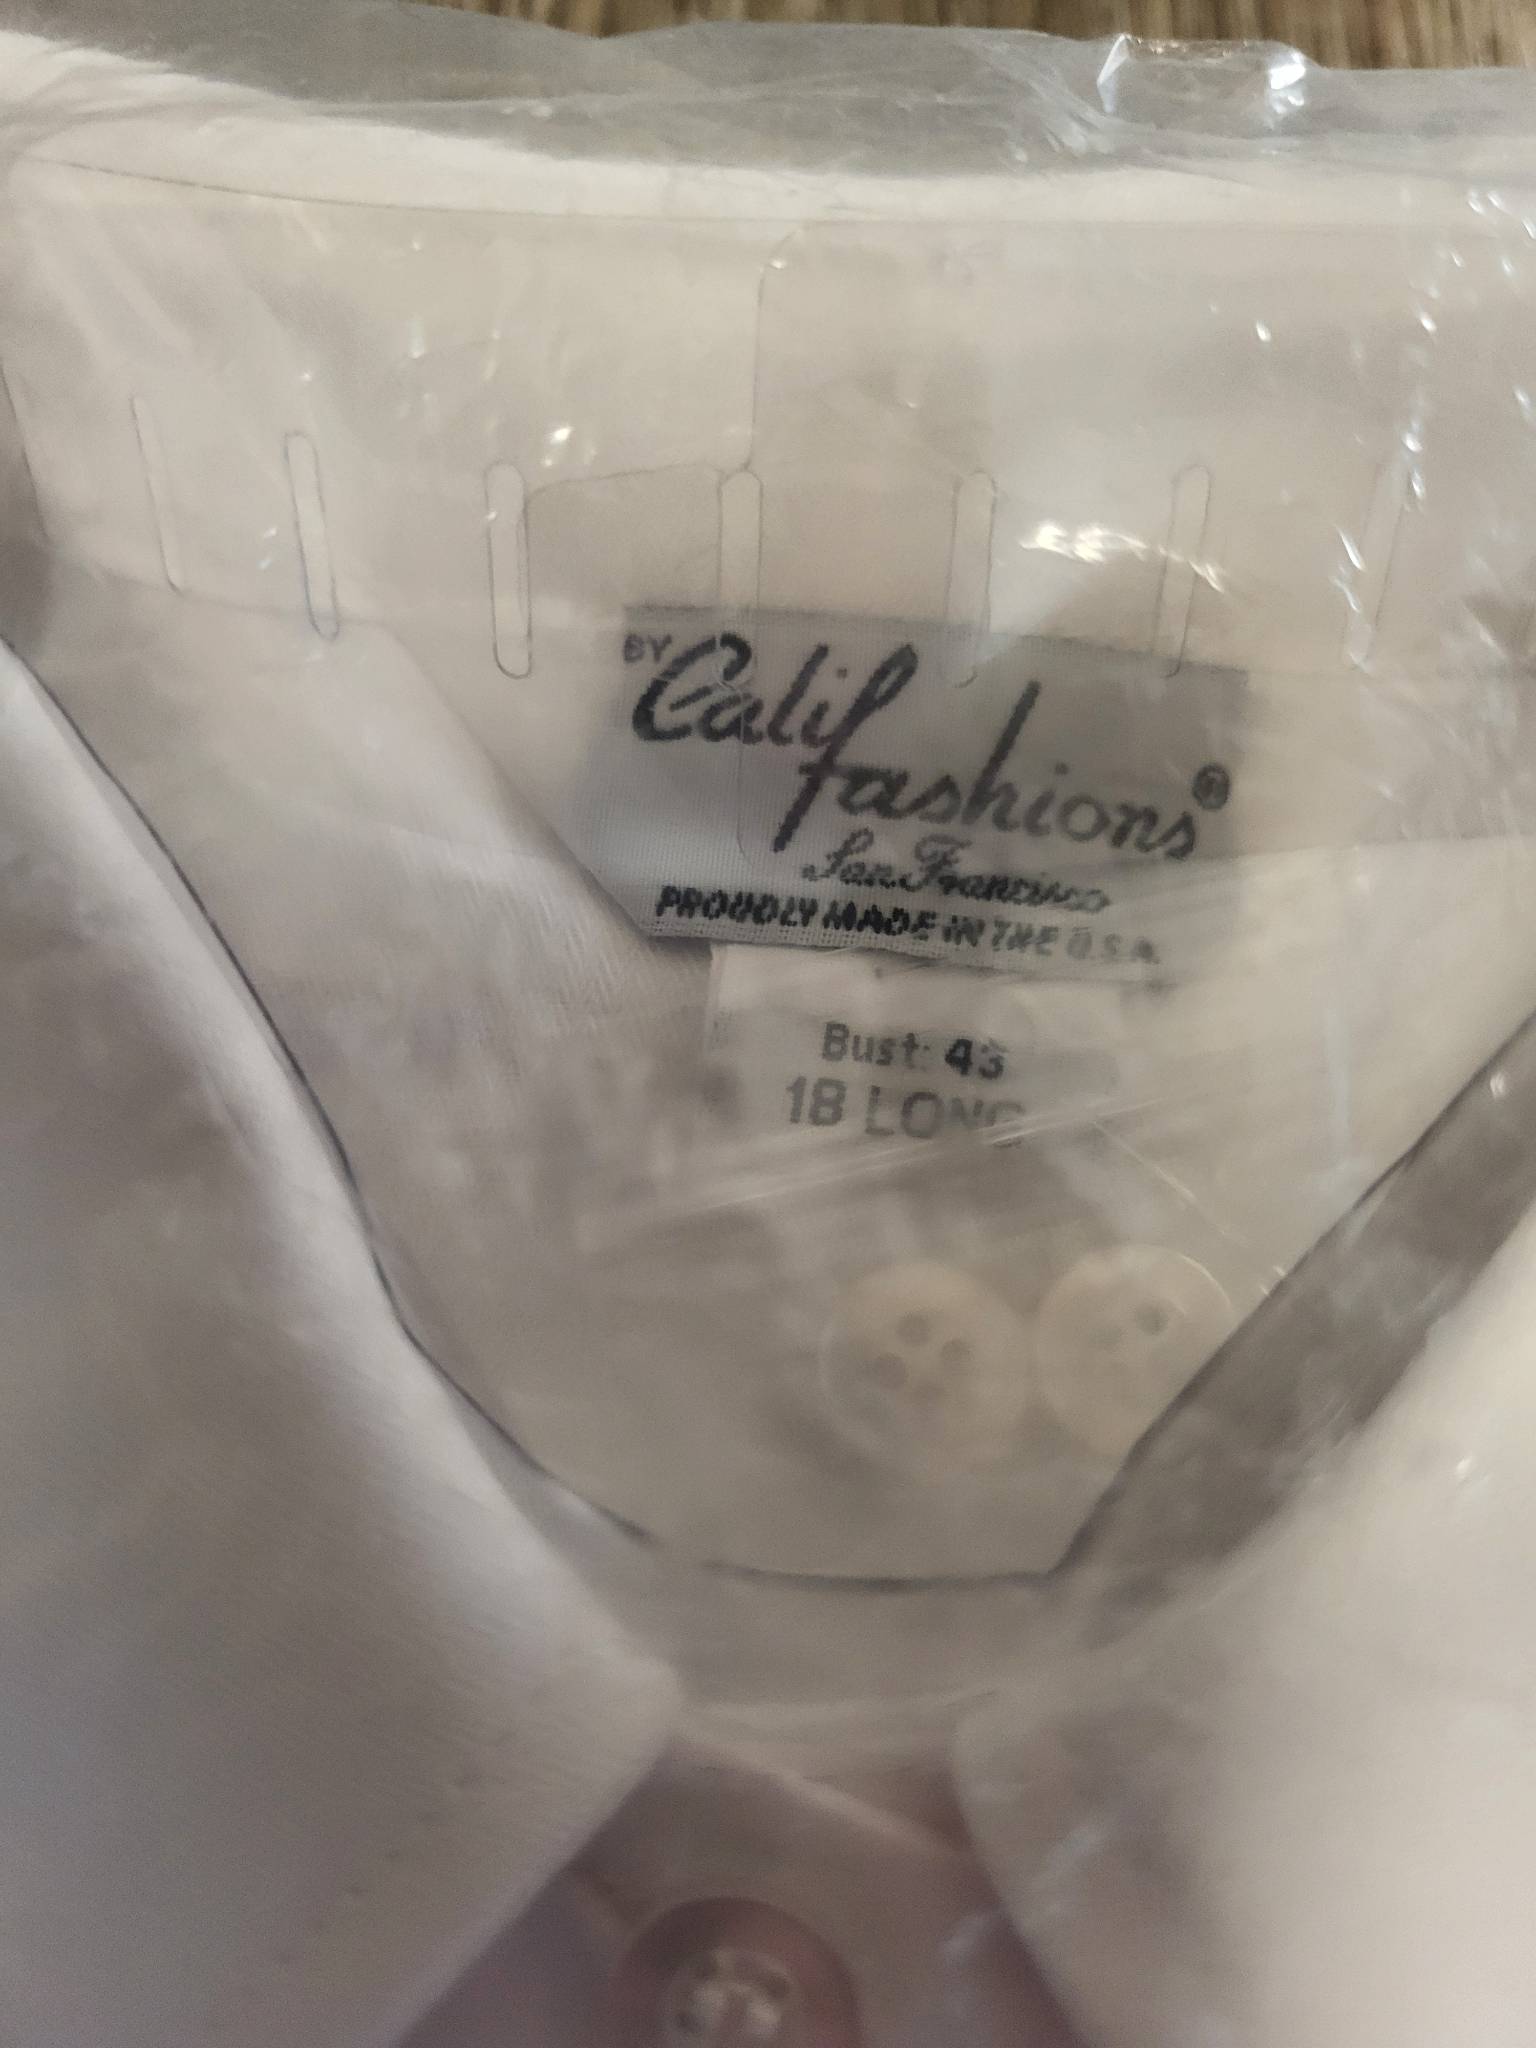 BY Calif
fashions®
San Francisco
PROUDLY MADE IN THE U.S.A.
Bust: 43
18 LONG